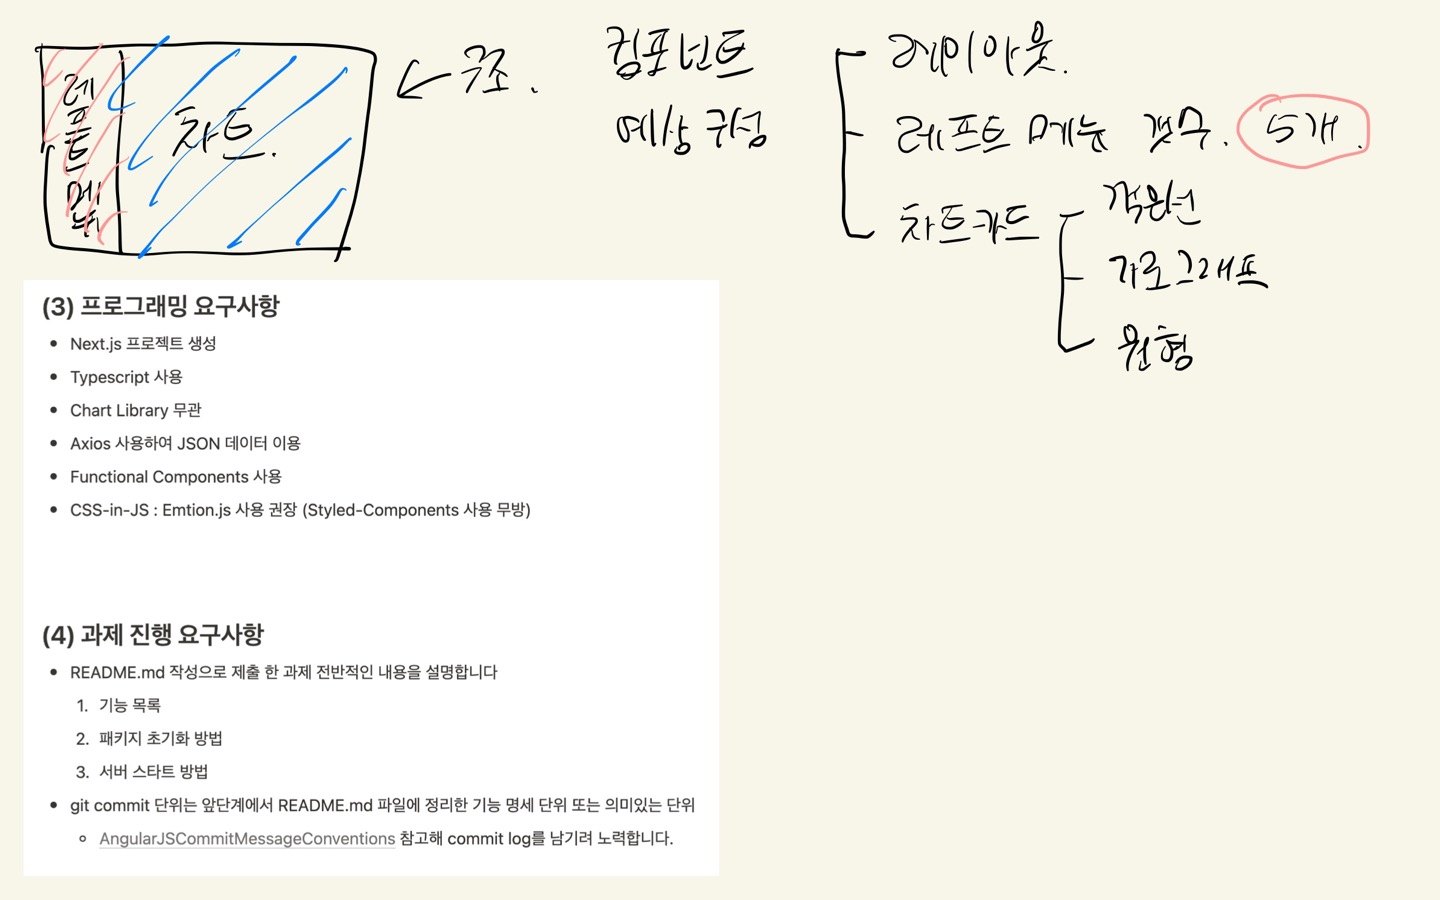 레프트 메뉴
차트.
← 구조.
컴포넌트
예상 구성
레이아웃.
레프트 메뉴 갯수. 5개.
차트카드
꺾은선
가로그래프
원형
(3) 프로그래밍 요구사항
• Next.js 프로젝트 생성
• Typescript 사용
• Chart Library 무관
• Axios 사용하여 JSON 데이터 이용
• Functional Components 사용
• CSS-in-JS : Emtion.js 사용 권장 (Styled-Components 사용 무방)
(4) 과제 진행 요구사항
• README.md 작성으로 제출 한 과제 전반적인 내용을 설명합니다
1. 기능 목록
2. 패키지 초기화 방법
3. 서버 스타트 방법
• git commit 단위는 앞단계에서 README.md 파일에 정리한 기능 명세 단위 또는 의미있는 단위
◦ AngularJSCommitMessageConventions 참고해 commit log를 남기려 노력합니다.